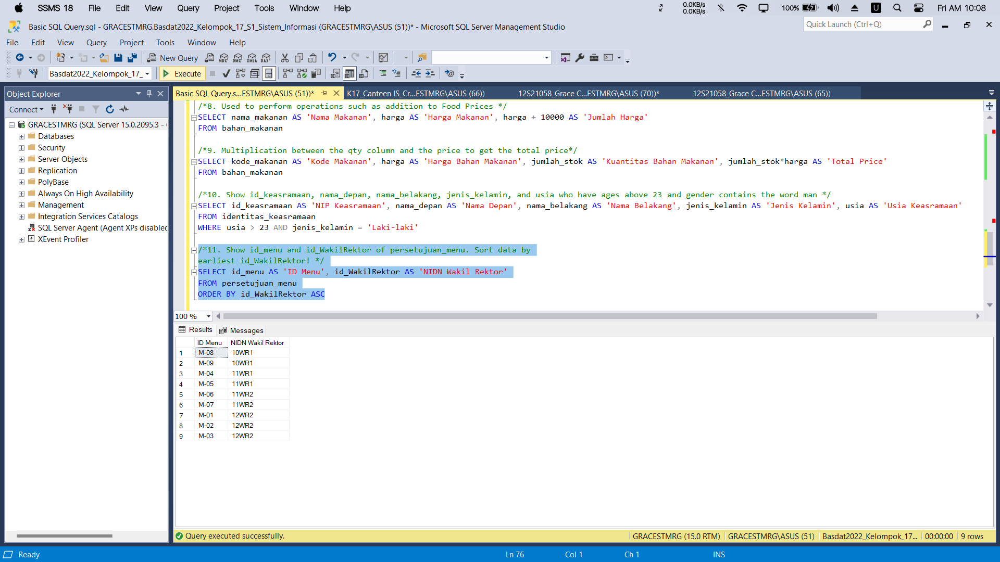 SSMS 18 File Edit View Query Project Tools Window Help 0.0KB/s 0.0KB/s 100% U Fri AM 10:08
Basic SQL Query.sql - GRACESTMRG.Basdat2022_Kelompok_17_S1_Sistem_Informasi (GRACESTMRG\ASUS (51))* - Microsoft SQL Server Management Studio Quick Launch (Ctrl+Q)
File Edit View Query Project Tools Window Help
New Query MDX DMX XMLA DAX
Basdat2022_Kelompok_17_ Execute
Object Explorer
Connect
GRACESTMRG (SQL Server 15.0.2095.3 -
Databases
Security
Server Objects
Replication
PolyBase
Always On High Availability
Management
Integration Services Catalogs
SQL Server Agent (Agent XPs disabled
XEvent Profiler
Basic SQL Query.s...ESTMRG\ASUS (51))* K17_Canteen IS_Cr...ESTMRG\ASUS (66)) 12S21058_Grace C...ESTMRG\ASUS (70))* 12S21058_Grace C...ESTMRG\ASUS (65))
/*8. Used to perform operations such as addition to Food Prices */
SELECT nama_makanan AS 'Nama Makanan', harga AS 'Harga Makanan', harga + 10000 AS 'Jumlah Harga'
FROM bahan_makanan
/*9. Multiplication between the qty column and the price to get the total price*/
SELECT kode_makanan AS 'Kode Makanan', harga AS 'Harga Bahan Makanan', jumlah_stok AS 'Kuantitas Bahan Makanan', jumlah_stok*harga AS 'Total Price'
FROM bahan_makanan
/*10. Show id_keasramaan, nama_depan, nama_belakang, jenis_kelamin, and usia who have ages above 23 and gender contains the word man */
SELECT id_keasramaan AS 'NIP Keasramaan', nama_depan AS 'Nama Depan', nama_belakang AS 'Nama Belakang', jenis_kelamin AS 'Jenis Kelamin', usia AS 'Usia Keasramaan'
FROM identitas_keasramaan
WHERE usia > 23 AND jenis_kelamin = 'Laki-laki'
/*11. Show id_menu and id_WakilRektor of persetujuan_menu. Sort data by
earliest id_WakilRektor! */
SELECT id_menu AS 'ID Menu', id_WakilRektor AS 'NIDN Wakil Rektor'
FROM persetujuan_menu
ORDER BY id_WakilRektor ASC
100 %
Results Messages
ID Menu NIDN Wakil Rektor
1 M-08 10WR1
2 M-09 10WR1
3 M-04 11WR1
4 M-05 11WR1
5 M-06 11WR2
6 M-07 11WR2
7 M-01 12WR2
8 M-02 12WR2
9 M-03 12WR2
Query executed successfully. GRACESTMRG (15.0 RTM) GRACESTMRG\ASUS (51) Basdat2022_Kelompok_17... 00:00:00 9 rows
Ready Ln 76 Col 1 Ch 1 INS